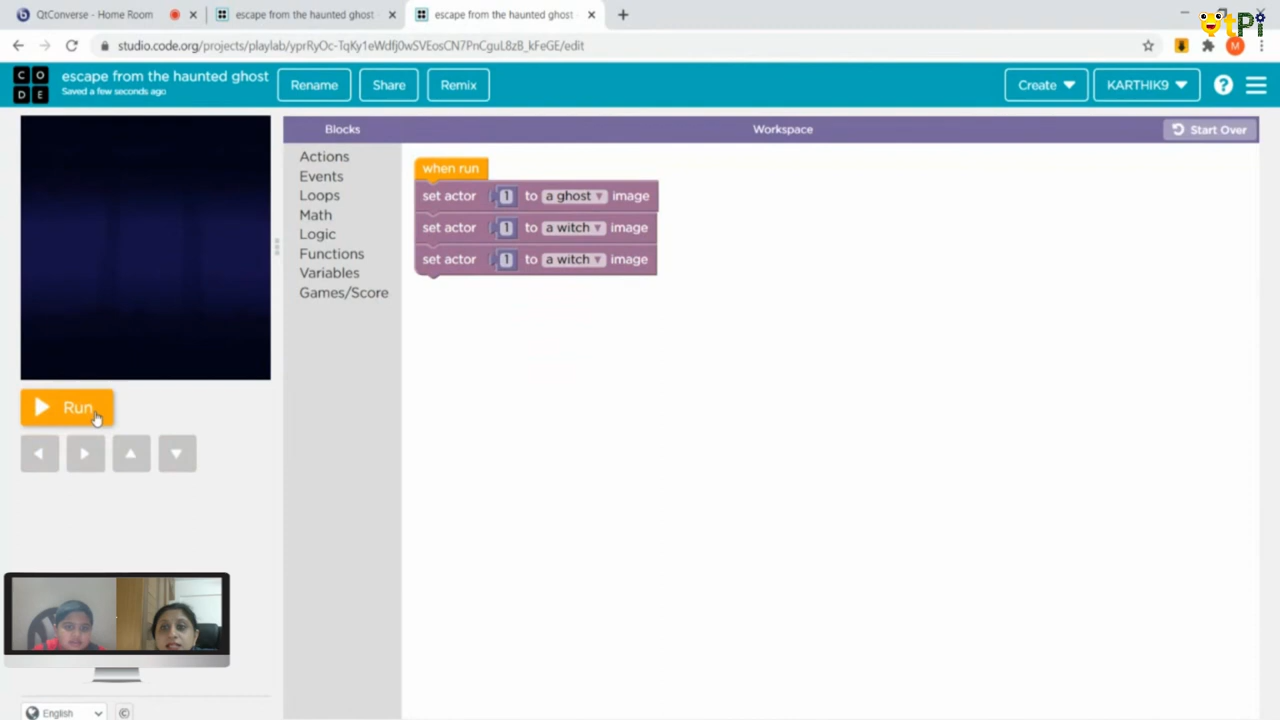 QtConverse - Home Room
escape from the haunted ghost
escape from the haunted ghost
QtPi
studio.code.org/projects/playlab/yprRyOc-TqKy1eWdfj0wSVEosCN7PnCguL8zB_kFeGE/edit
M
CODE
escape from the haunted ghost
Saved a few seconds ago
Rename
Share
Remix
Create
KARTHIK9
?
Blocks
Workspace
Start Over
Actions
Events
Loops
Math
Logic
Functions
Variables
Games/Score
when run
set actor 1 to a ghost image
set actor 1 to a witch image
set actor 1 to a witch image
Run
English
©